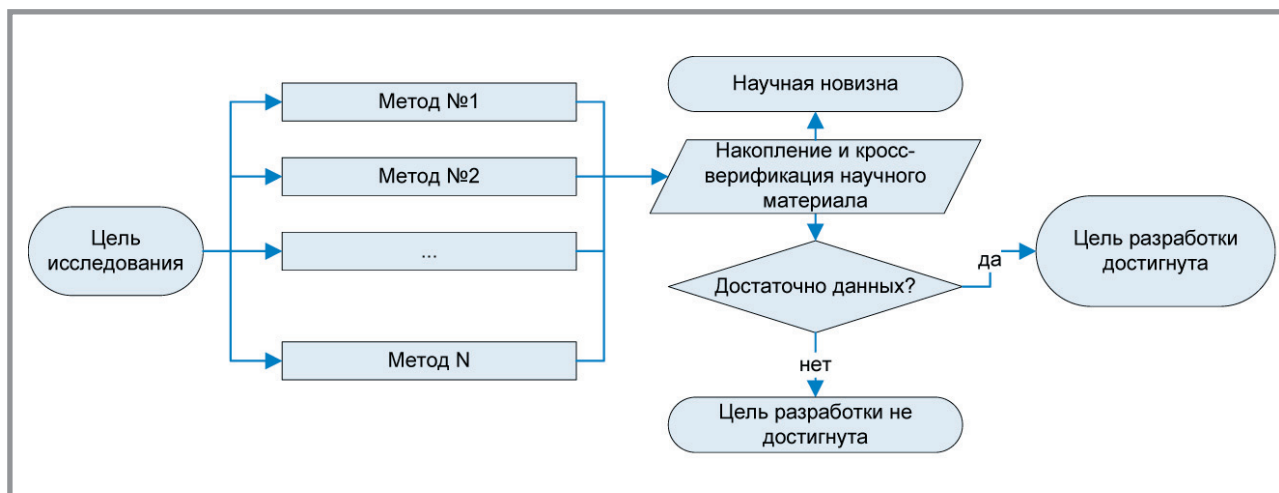 Цель
исследования
Метод №1
Метод №2
...
Метод N
Научная новизна
Накопление и кросс-
верификация научного
материала
Достаточно данных?
да
Цель разработки
достигнута
нет
Цель разработки не
достигнута